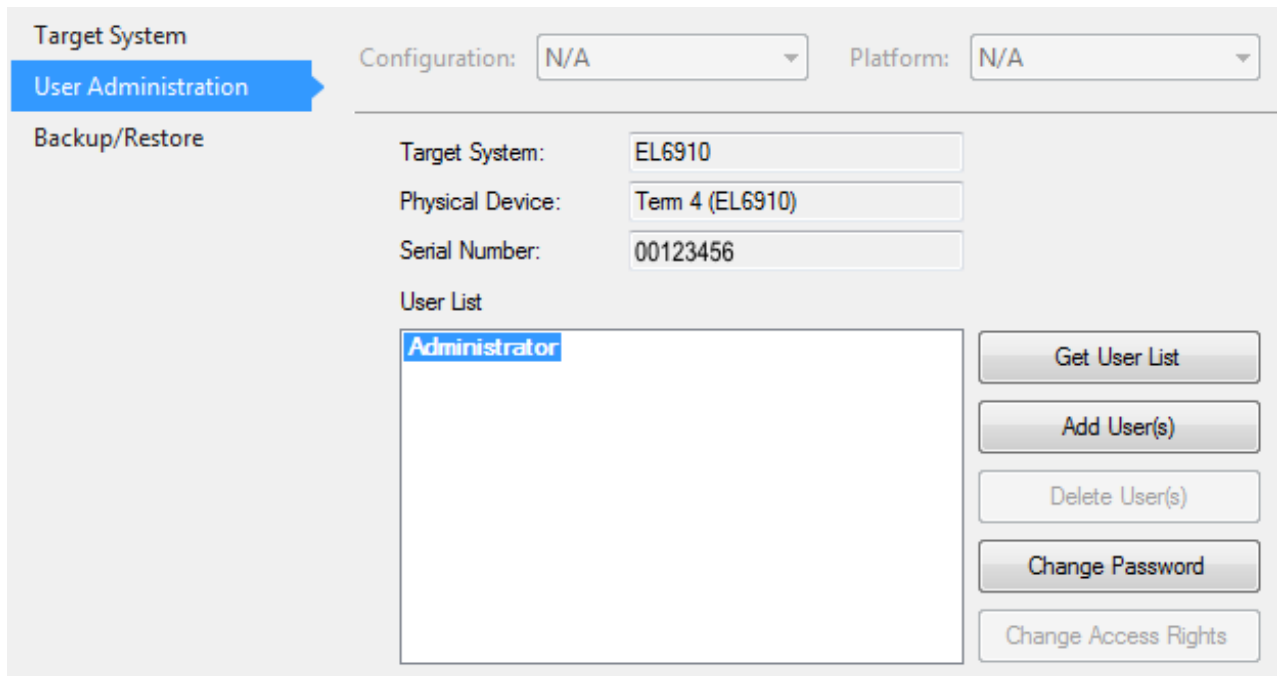 Target System
User Administration
Backup/Restore
Configuration: N/A Platform: N/A
Target System: EL6910
Physical Device: Term 4 (EL6910)
Serial Number: 00123456
User List
Administrator
Get User List
Add User(s)
Delete User(s)
Change Password
Change Access Rights